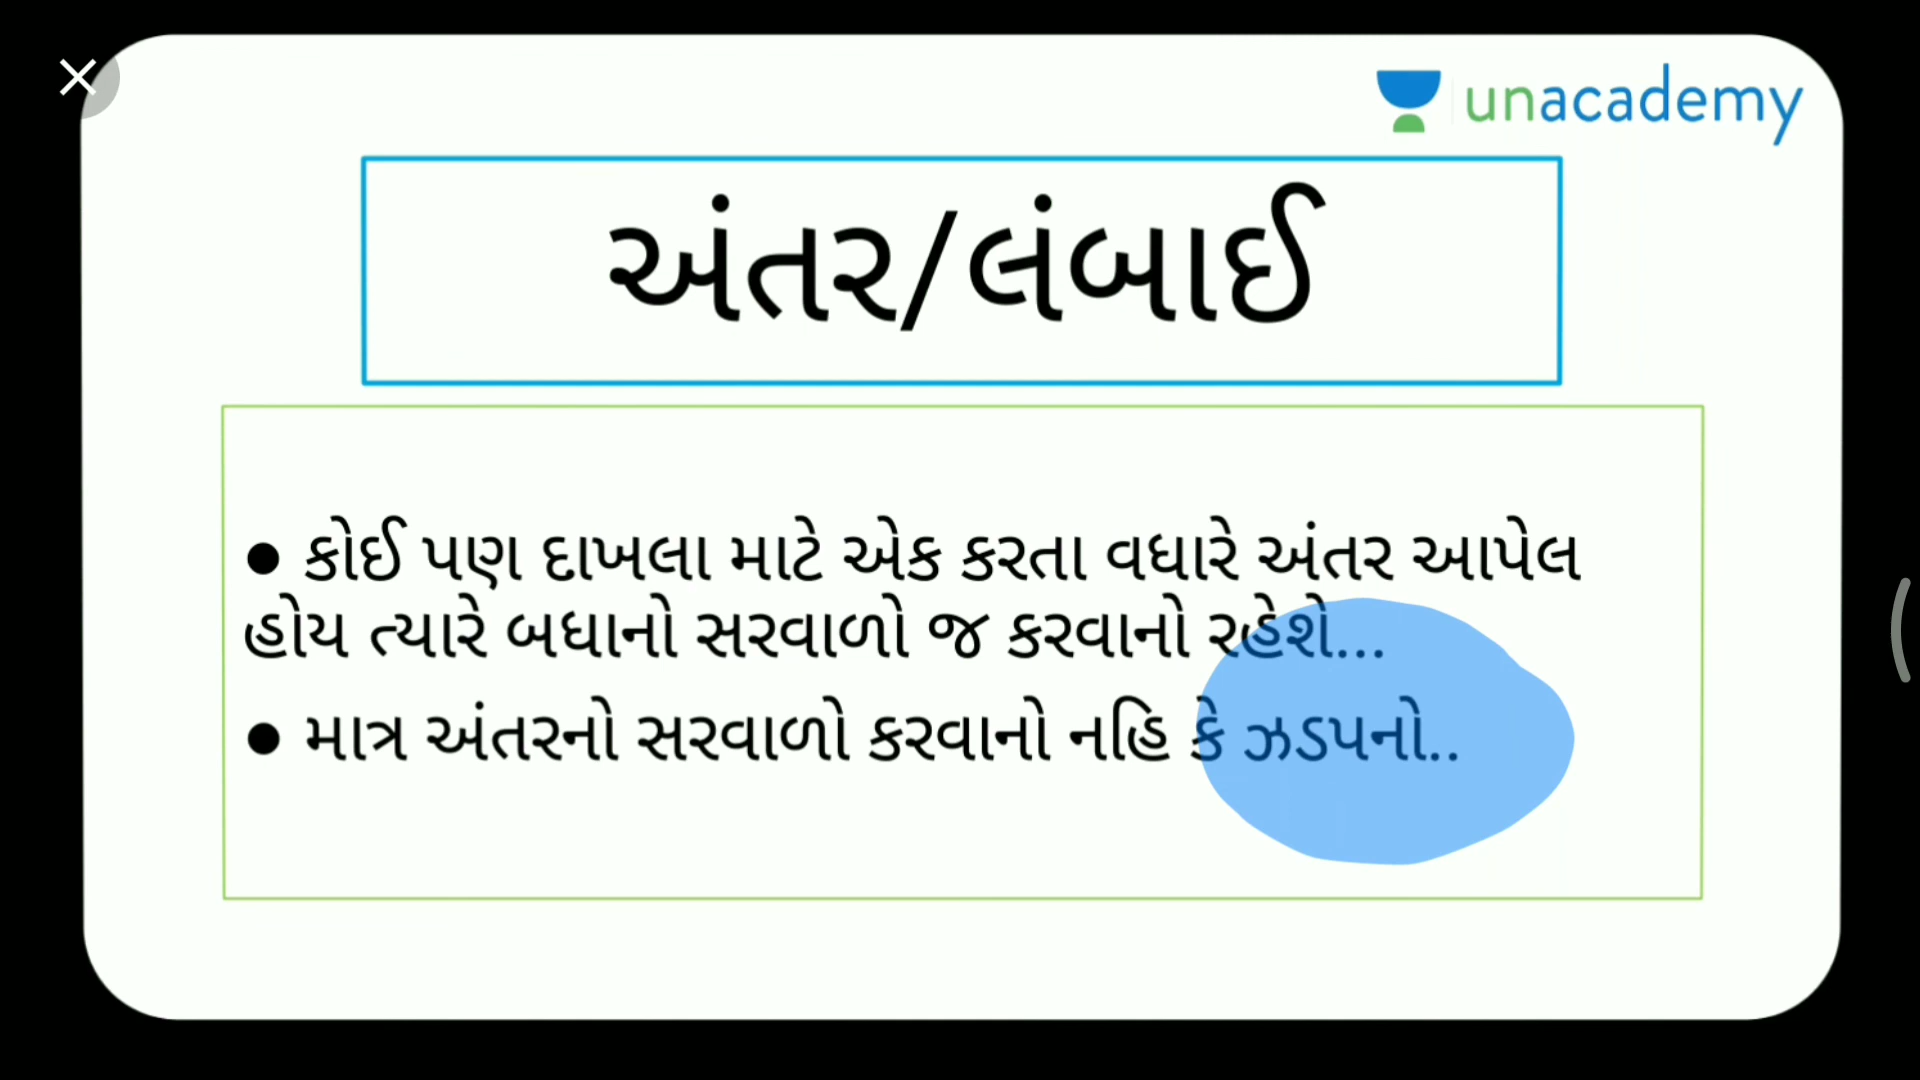 unacademy
અંતર/લંબાઈ
● કોઈ પણ દાખલા માટે એક કરતા વધારે અંતર આપેલ
હોય ત્યારે બધાનો સરવાળો જ કરવાનો રહેશે...
● માત્ર અંતરનો સરવાળો કરવાનો નહિ કે ઝડપનો..